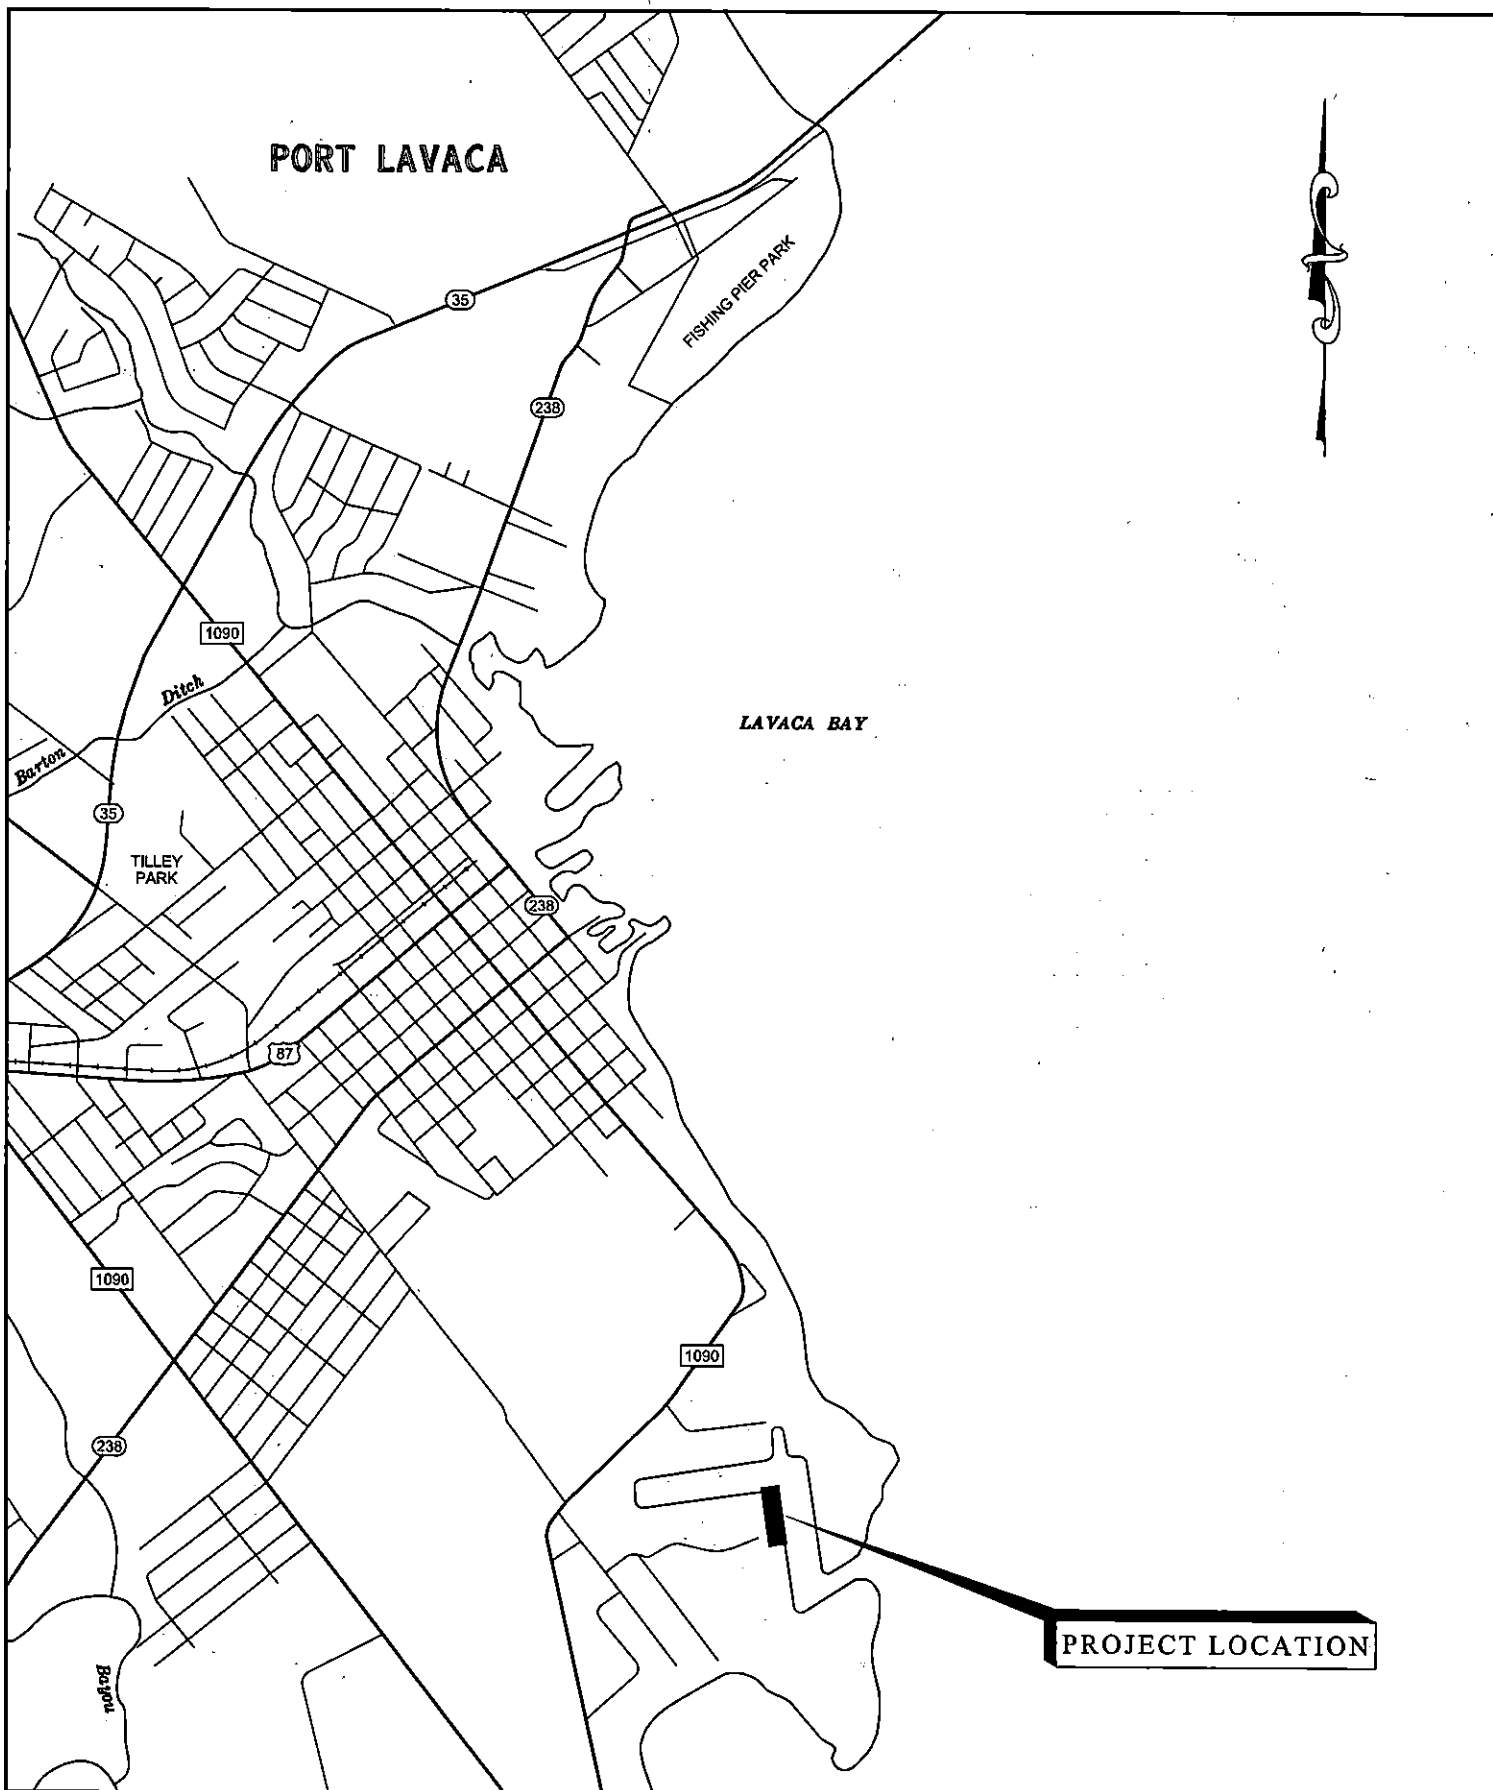 PORT LAVACA
FISHING PIER PARK
35
238
1090
Ditch
LAVACA BAY
Barton
35
TILLEY
PARK
238
87
1090
1090
238
PROJECT LOCATION
Bayou